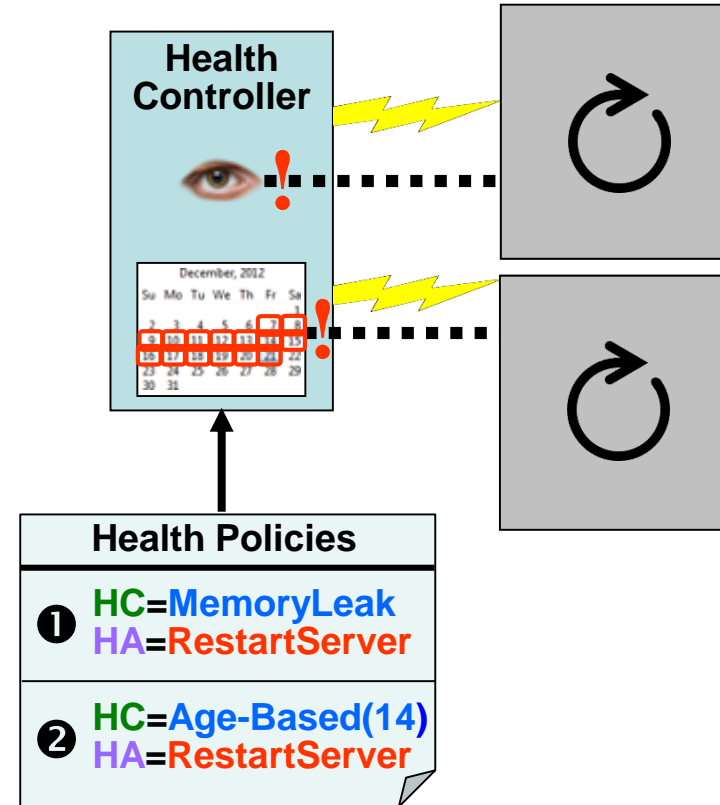 Health
Controller
!
December, 2012
Su Mo Tu We Th Fr Sa
1
2 3 4 5 6 7 8
9 10 11 12 13 14 15
16 17 18 19 20 21 22
23 24 25 26 27 28 29
30 31
!
Health Policies
❶ HC=MemoryLeak
HA=RestartServer
❷ HC=Age-Based(14)
HA=RestartServer